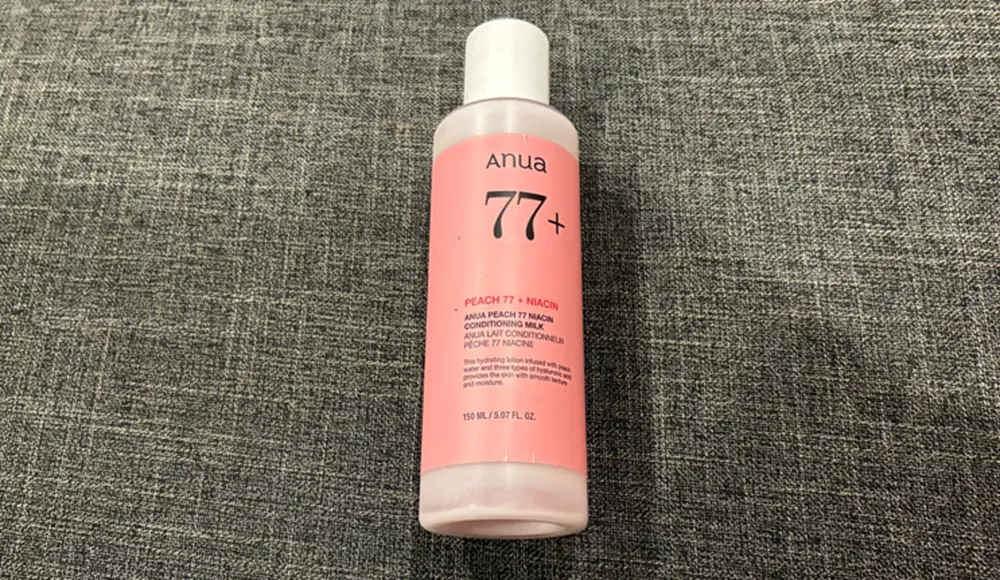 Anua
77+
PEACH 77 + NIACIN
ANUA PEACH 77 NIACIN
CONDITIONING MILK
ANUA LAIT CONDITIONNEUR
PÊCHE 77 NIACINE
This hydrating lotion infused with peach
water and three types of hyaluronic acid
provides the skin with smooth texture
and moisture.
150 ML / 5.07 FL. OZ.